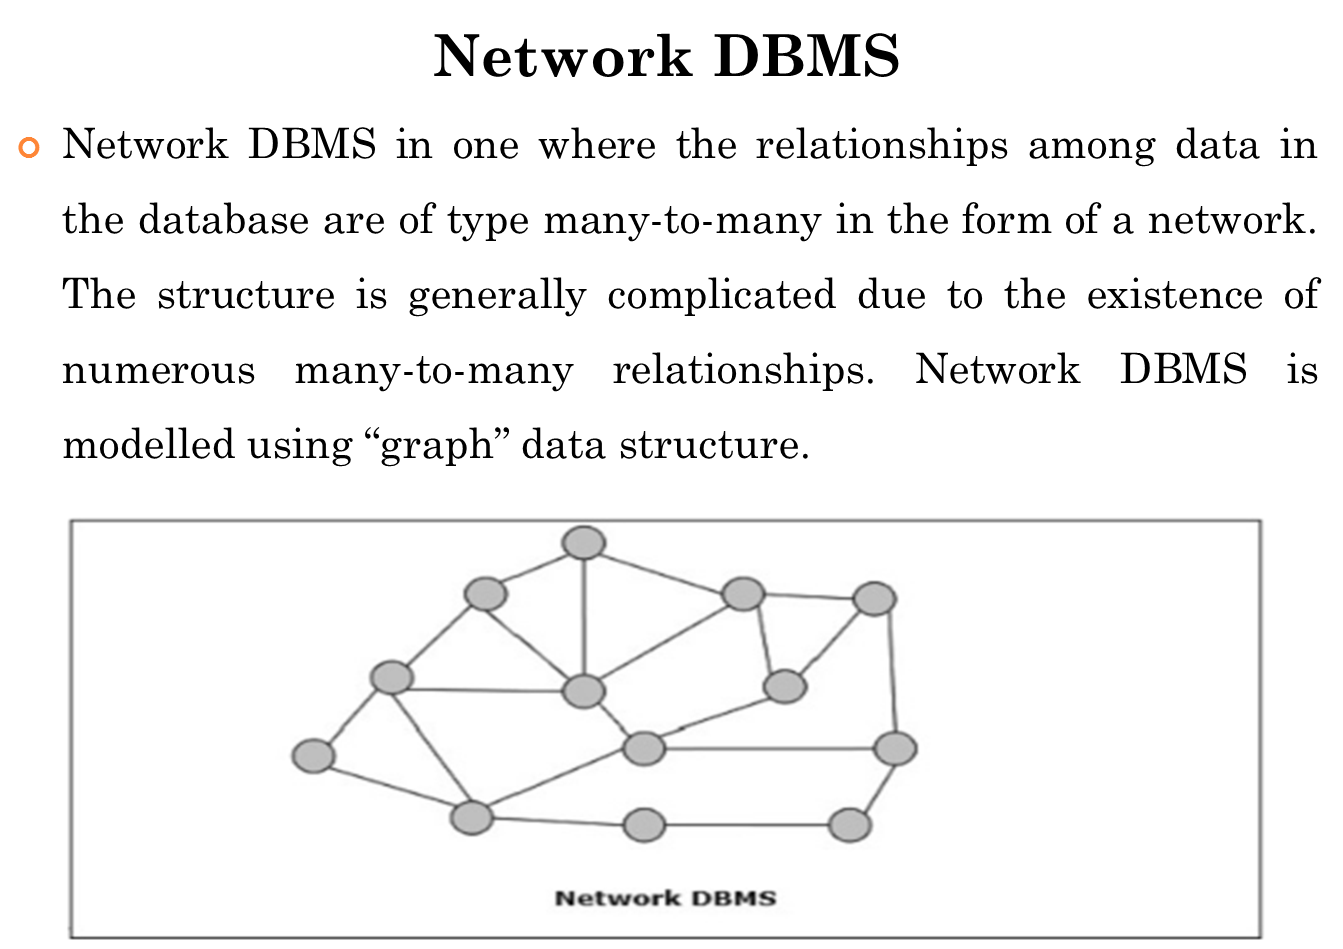 Network DBMS
Network DBMS in one where the relationships among data in
the database are of type many-to-many in the form of a network.
The structure is generally complicated due to the existence of
numerous many-to-many relationships. Network DBMS is
modelled using “graph” data structure.
Network DBMS